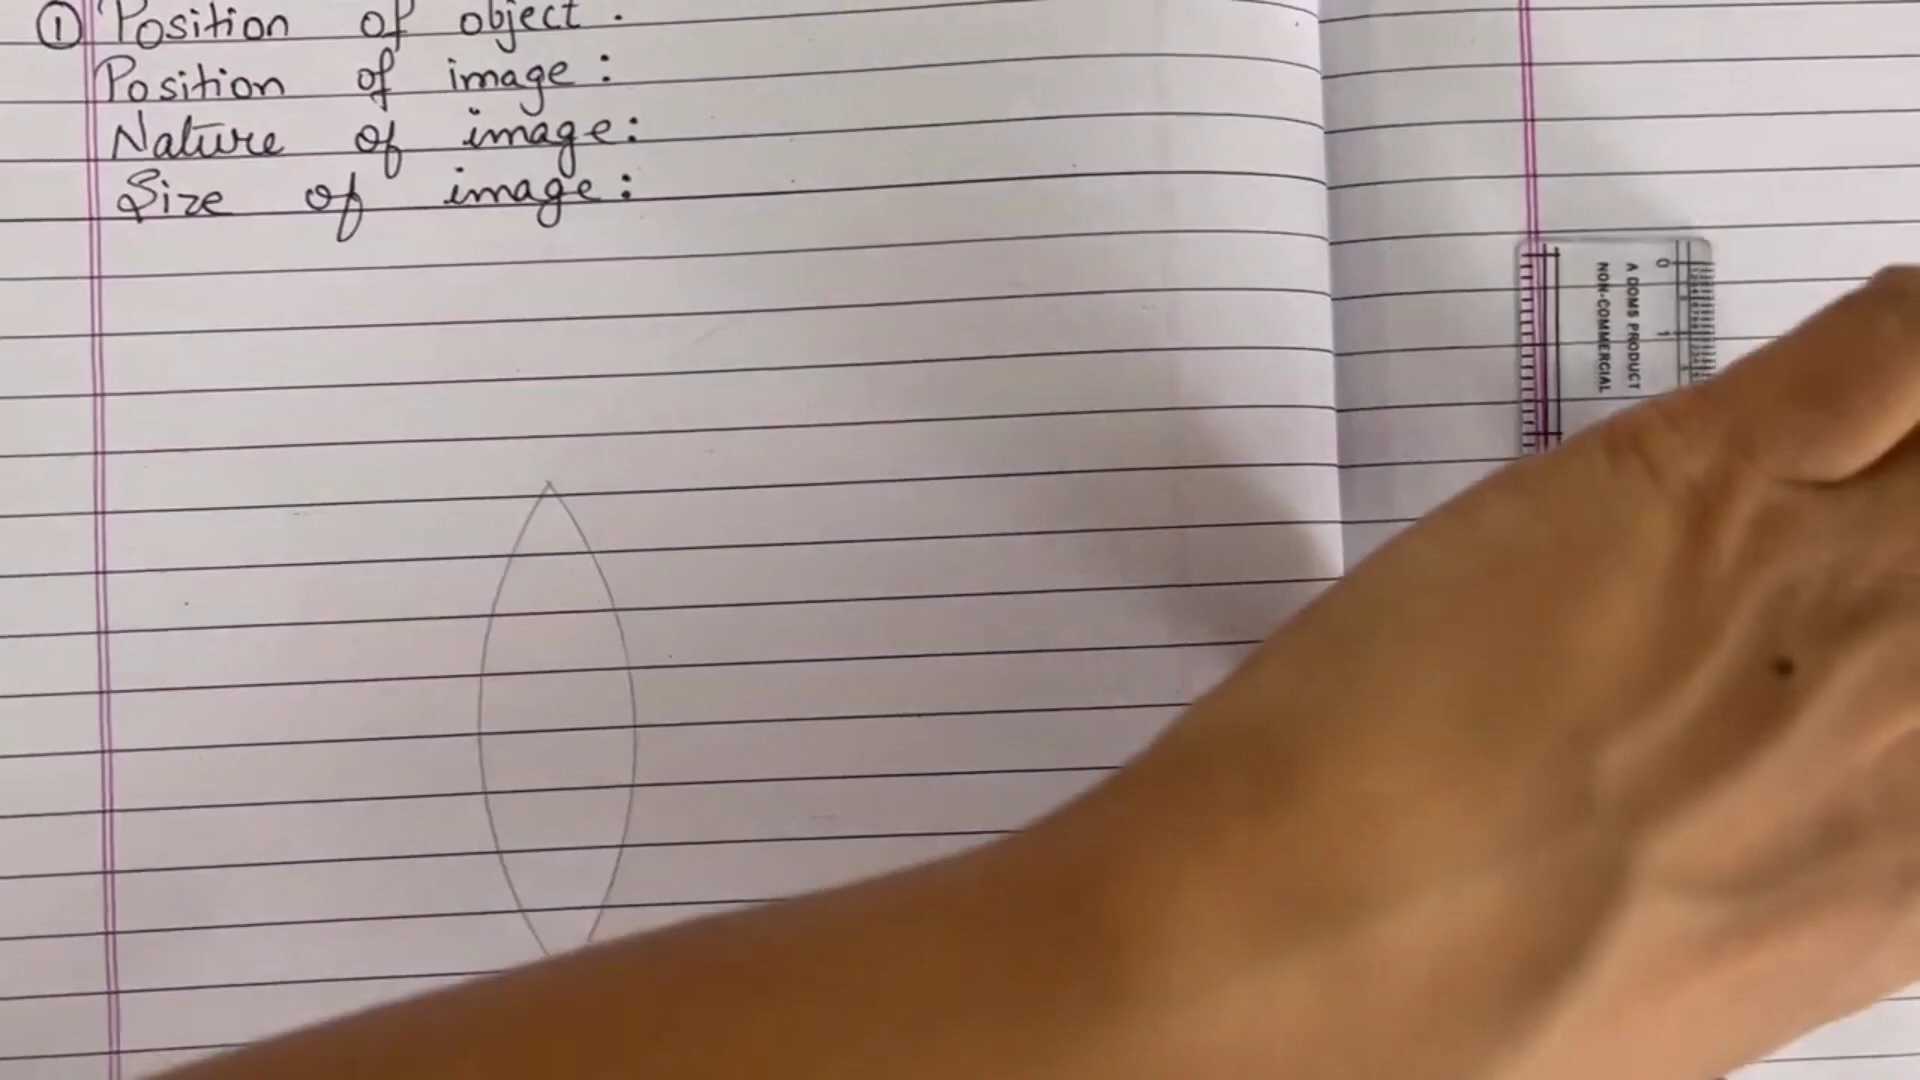 ① Position of object :
Position of image :
Nature of image :
Size of image :
0 1
A DOMS PRODUCT
NON-COMMERCIAL